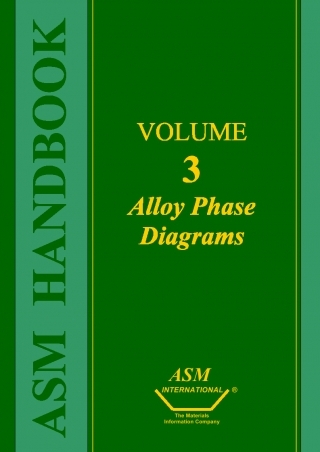 ASM HANDBOOK
VOLUME
3
Alloy Phase
Diagrams
ASM
INTERNATIONAL ®
The Materials
Information Company